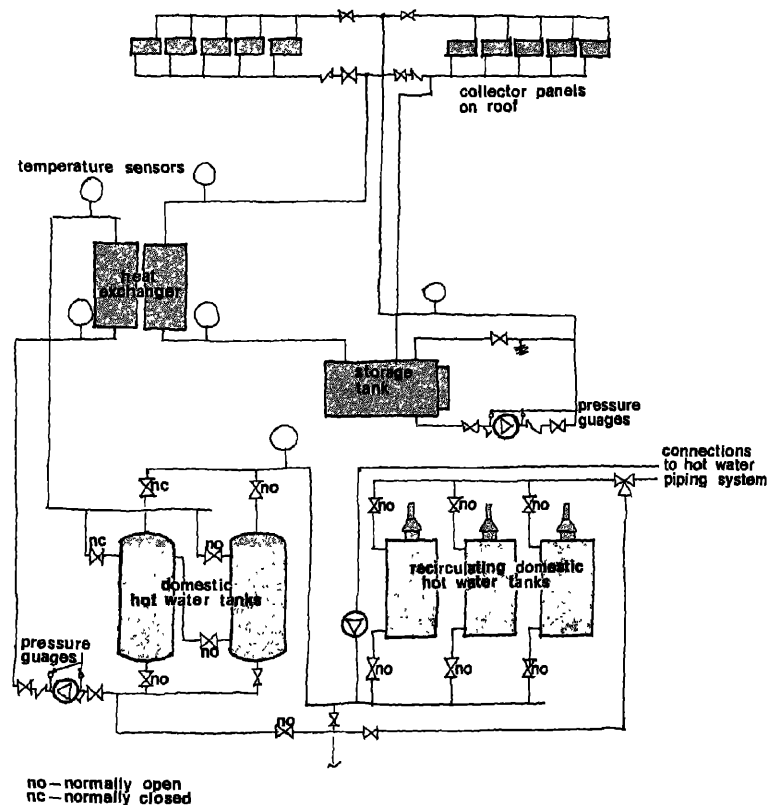 collector panels
on roof
temperature sensors
heat
exchanger
storage
tank
pressure
guages
connections
to hot water
piping system
nc
no
no
no
no
nc
no
domestic
hot water tanks
recirculating domestic
hot water tanks
no
pressure
guages
no
no
no
no
no
no-normally open
nc-normally closed